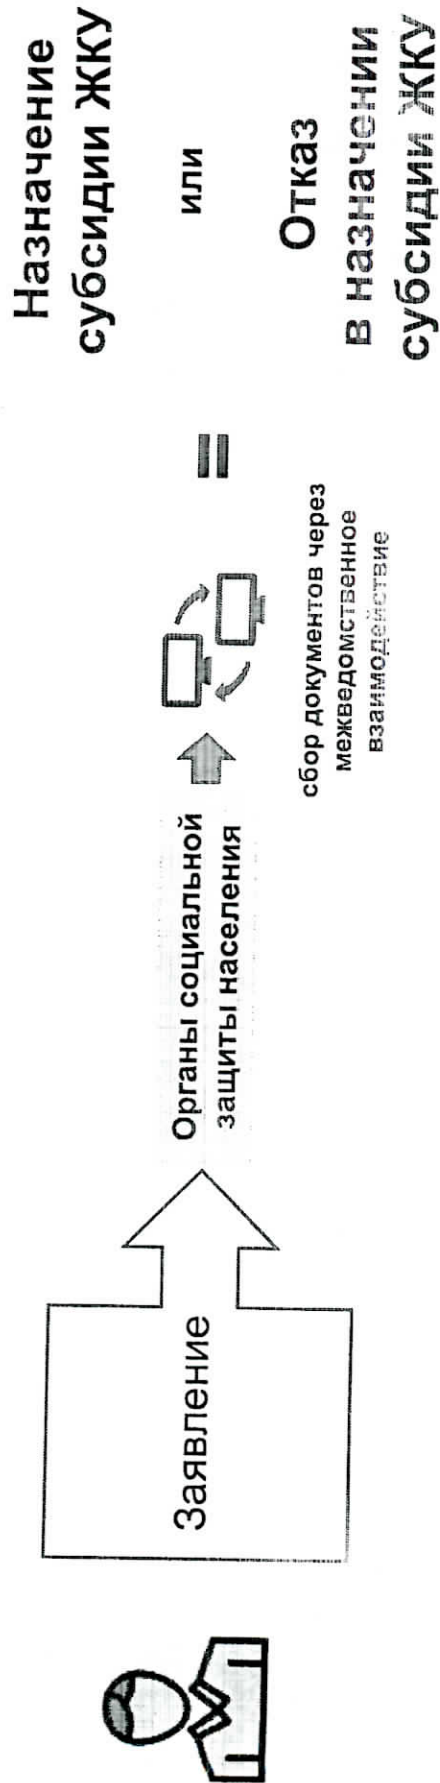 Заявление
Органы социальной
защиты населения
сбор документов через
межведомственное
взаимодействие
=
Назначение
субсидии ЖКУ
или
Отказ
в назначении
субсидии ЖКУ